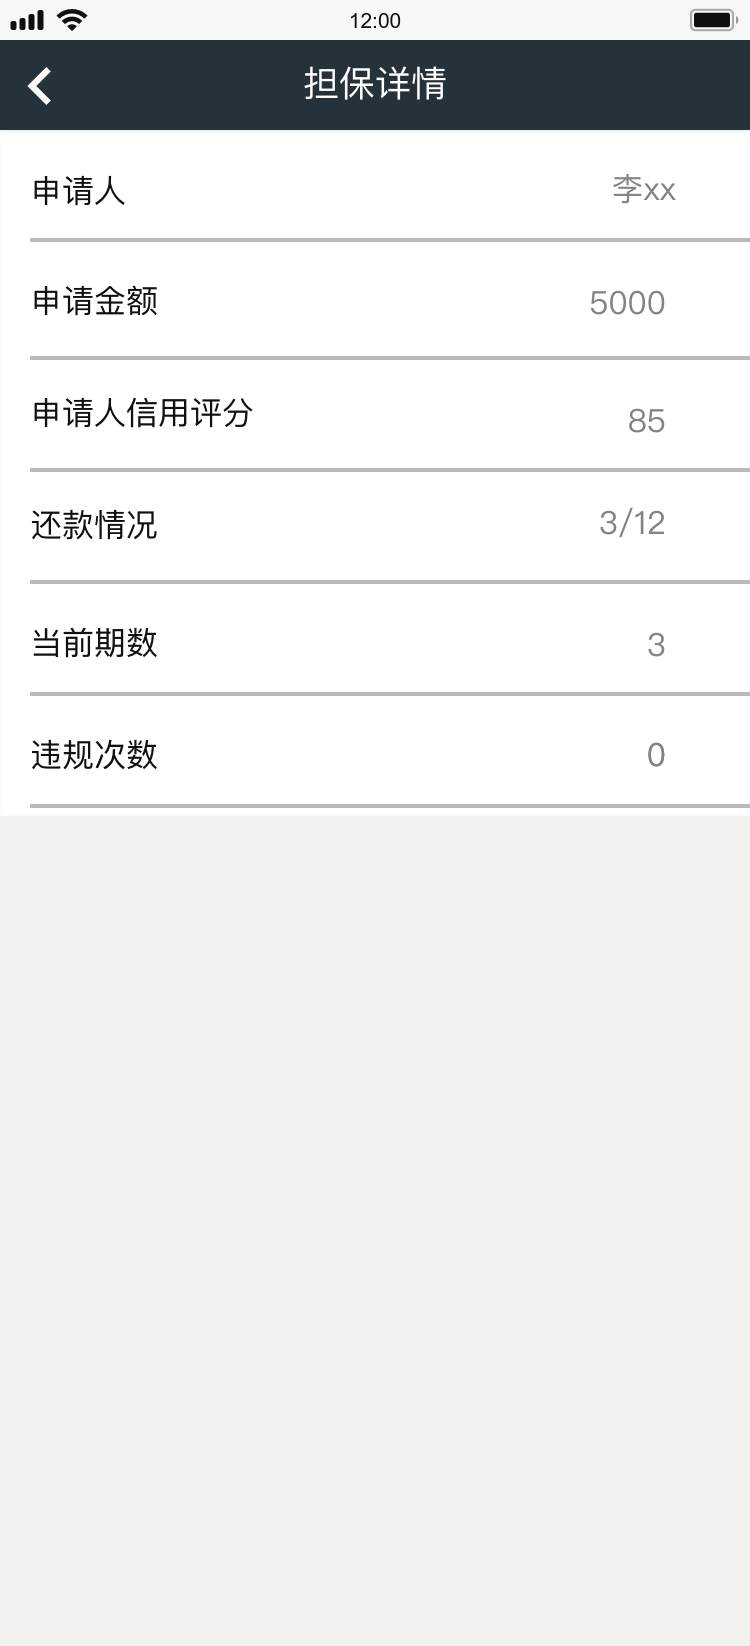 12:00
担保详情
申请人 李xx
申请金额 5000
申请人信用评分 85
还款情况 3/12
当前期数 3
违规次数 0